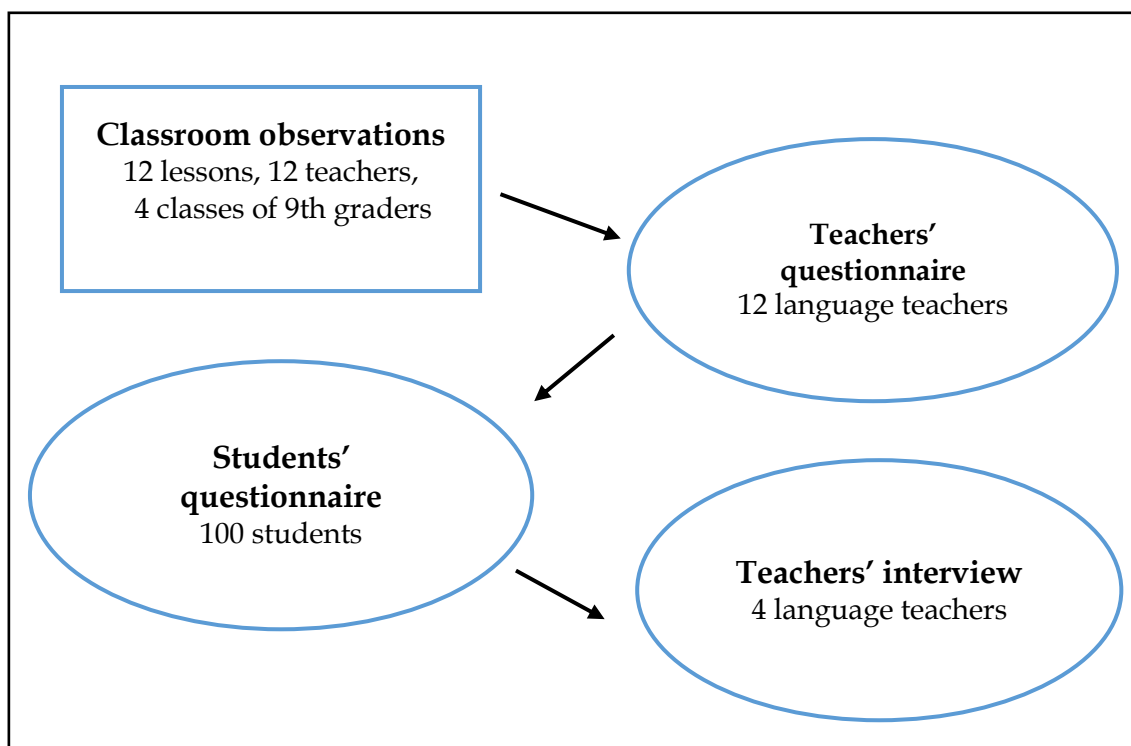 Classroom observations
12 lessons, 12 teachers,
4 classes of 9th graders
Teachers’
questionnaire
12 language teachers
Students’
questionnaire
100 students
Teachers’ interview
4 language teachers